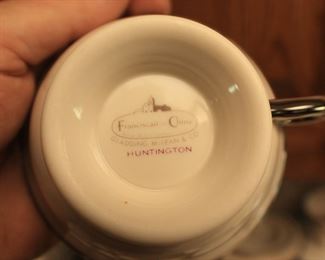 Franciscan China
GLADDING, McBEAN & CO.
HUNTINGTON